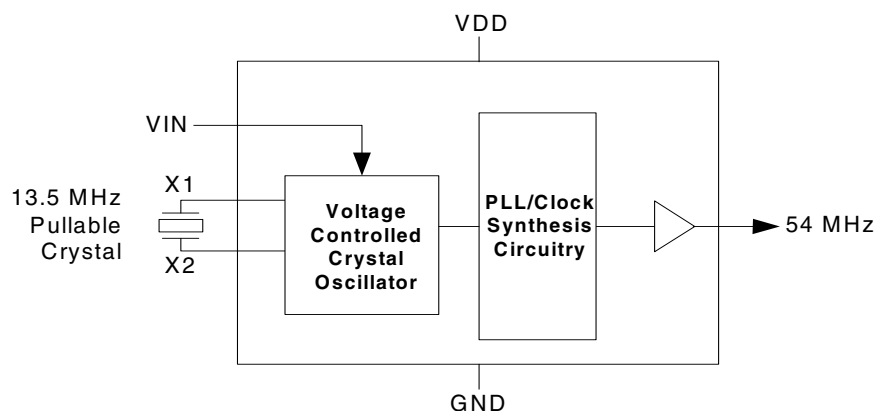 VDD
VIN
13.5 MHz
Pullable
Crystal
X1
X2
Voltage
Controlled
Crystal
Oscillator
PLL/Clock
Synthesis
Circuitry
54 MHz
GND